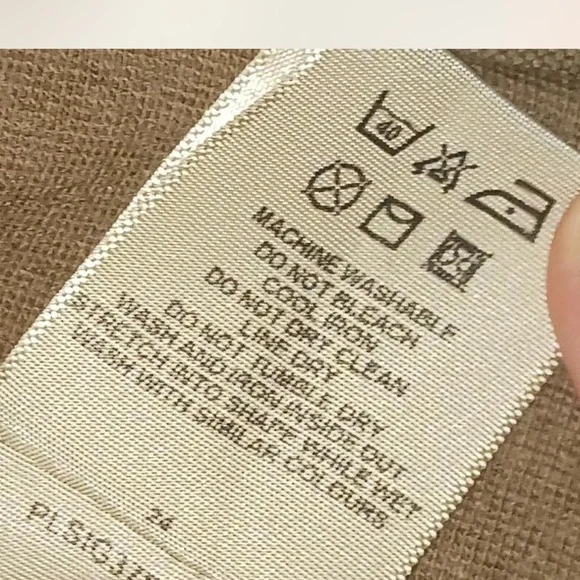 40
MACHINE WASHABLE
DO NOT BLEACH
COOL IRON
DO NOT DRY CLEAN
LINE DRY
DO NOT TUMBLE DRY
WASH AND IRON INSIDE OUT
STRETCH INTO SHAPE WHILE WET
WASH WITH SIMILAR COLOURS
24